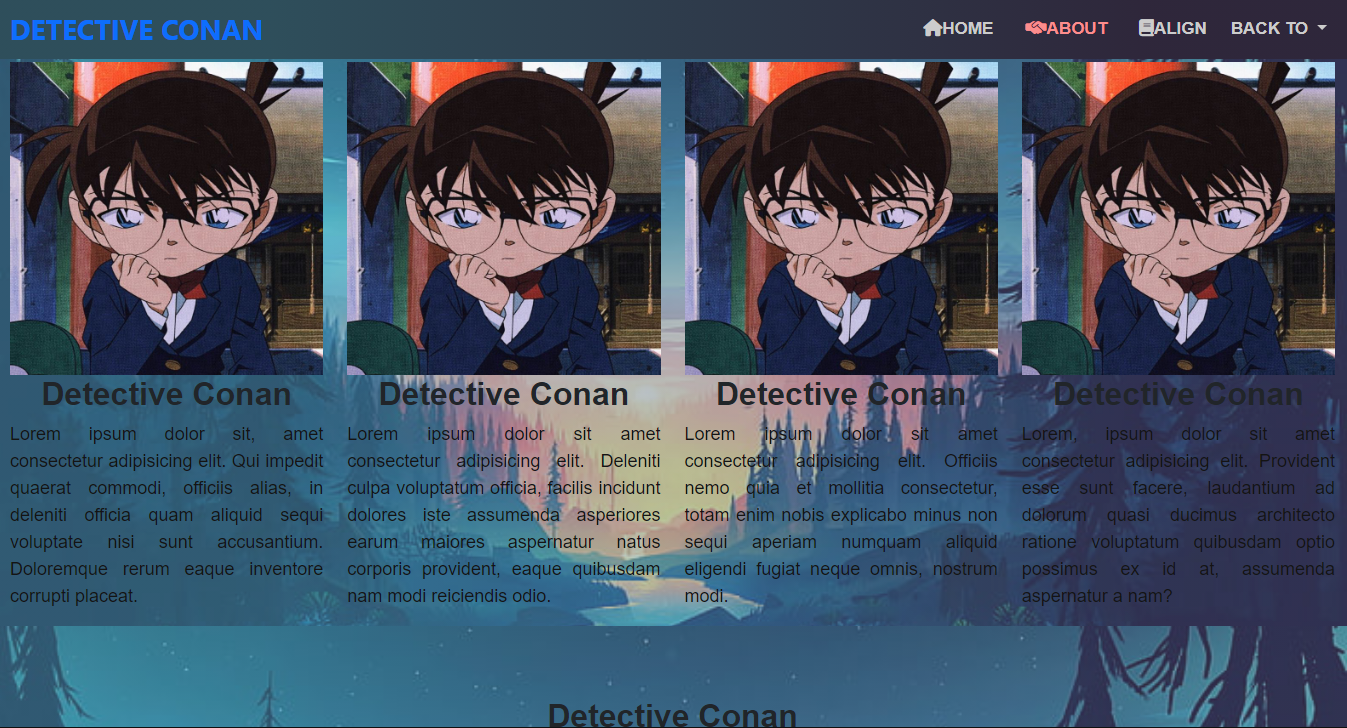 DETECTIVE CONAN
HOME ABOUT ALIGN BACK TO
Detective Conan
Lorem ipsum dolor sit, amet
consectetur adipisicing elit. Qui impedit
quaerat commodi, officiis alias, in
deleniti officia quam aliquid sequi
voluptate nisi sunt accusantium.
Doloremque rerum eaque inventore
corrupti placeat.
Detective Conan
Lorem ipsum dolor sit amet
consectetur adipisicing elit. Deleniti
culpa voluptatum officia, facilis incidunt
dolores iste assumenda asperiores
earum maiores aspernatur natus
corporis provident, eaque quibusdam
nam modi reiciendis odio.
Detective Conan
Lorem ipsum dolor sit amet
consectetur adipisicing elit. Officiis
nemo quia et mollitia consectetur,
totam enim nobis explicabo minus non
sequi aperiam numquam aliquid
eligendi fugiat neque omnis, nostrum
modi.
Detective Conan
Lorem, ipsum dolor sit amet
consectetur adipisicing elit. Provident
esse sunt facere, laudantium ad
dolorum quasi ducimus architecto
ratione voluptatum quibusdam optio
possimus ex id at, assumenda
aspernatur a nam?
Detective Conan